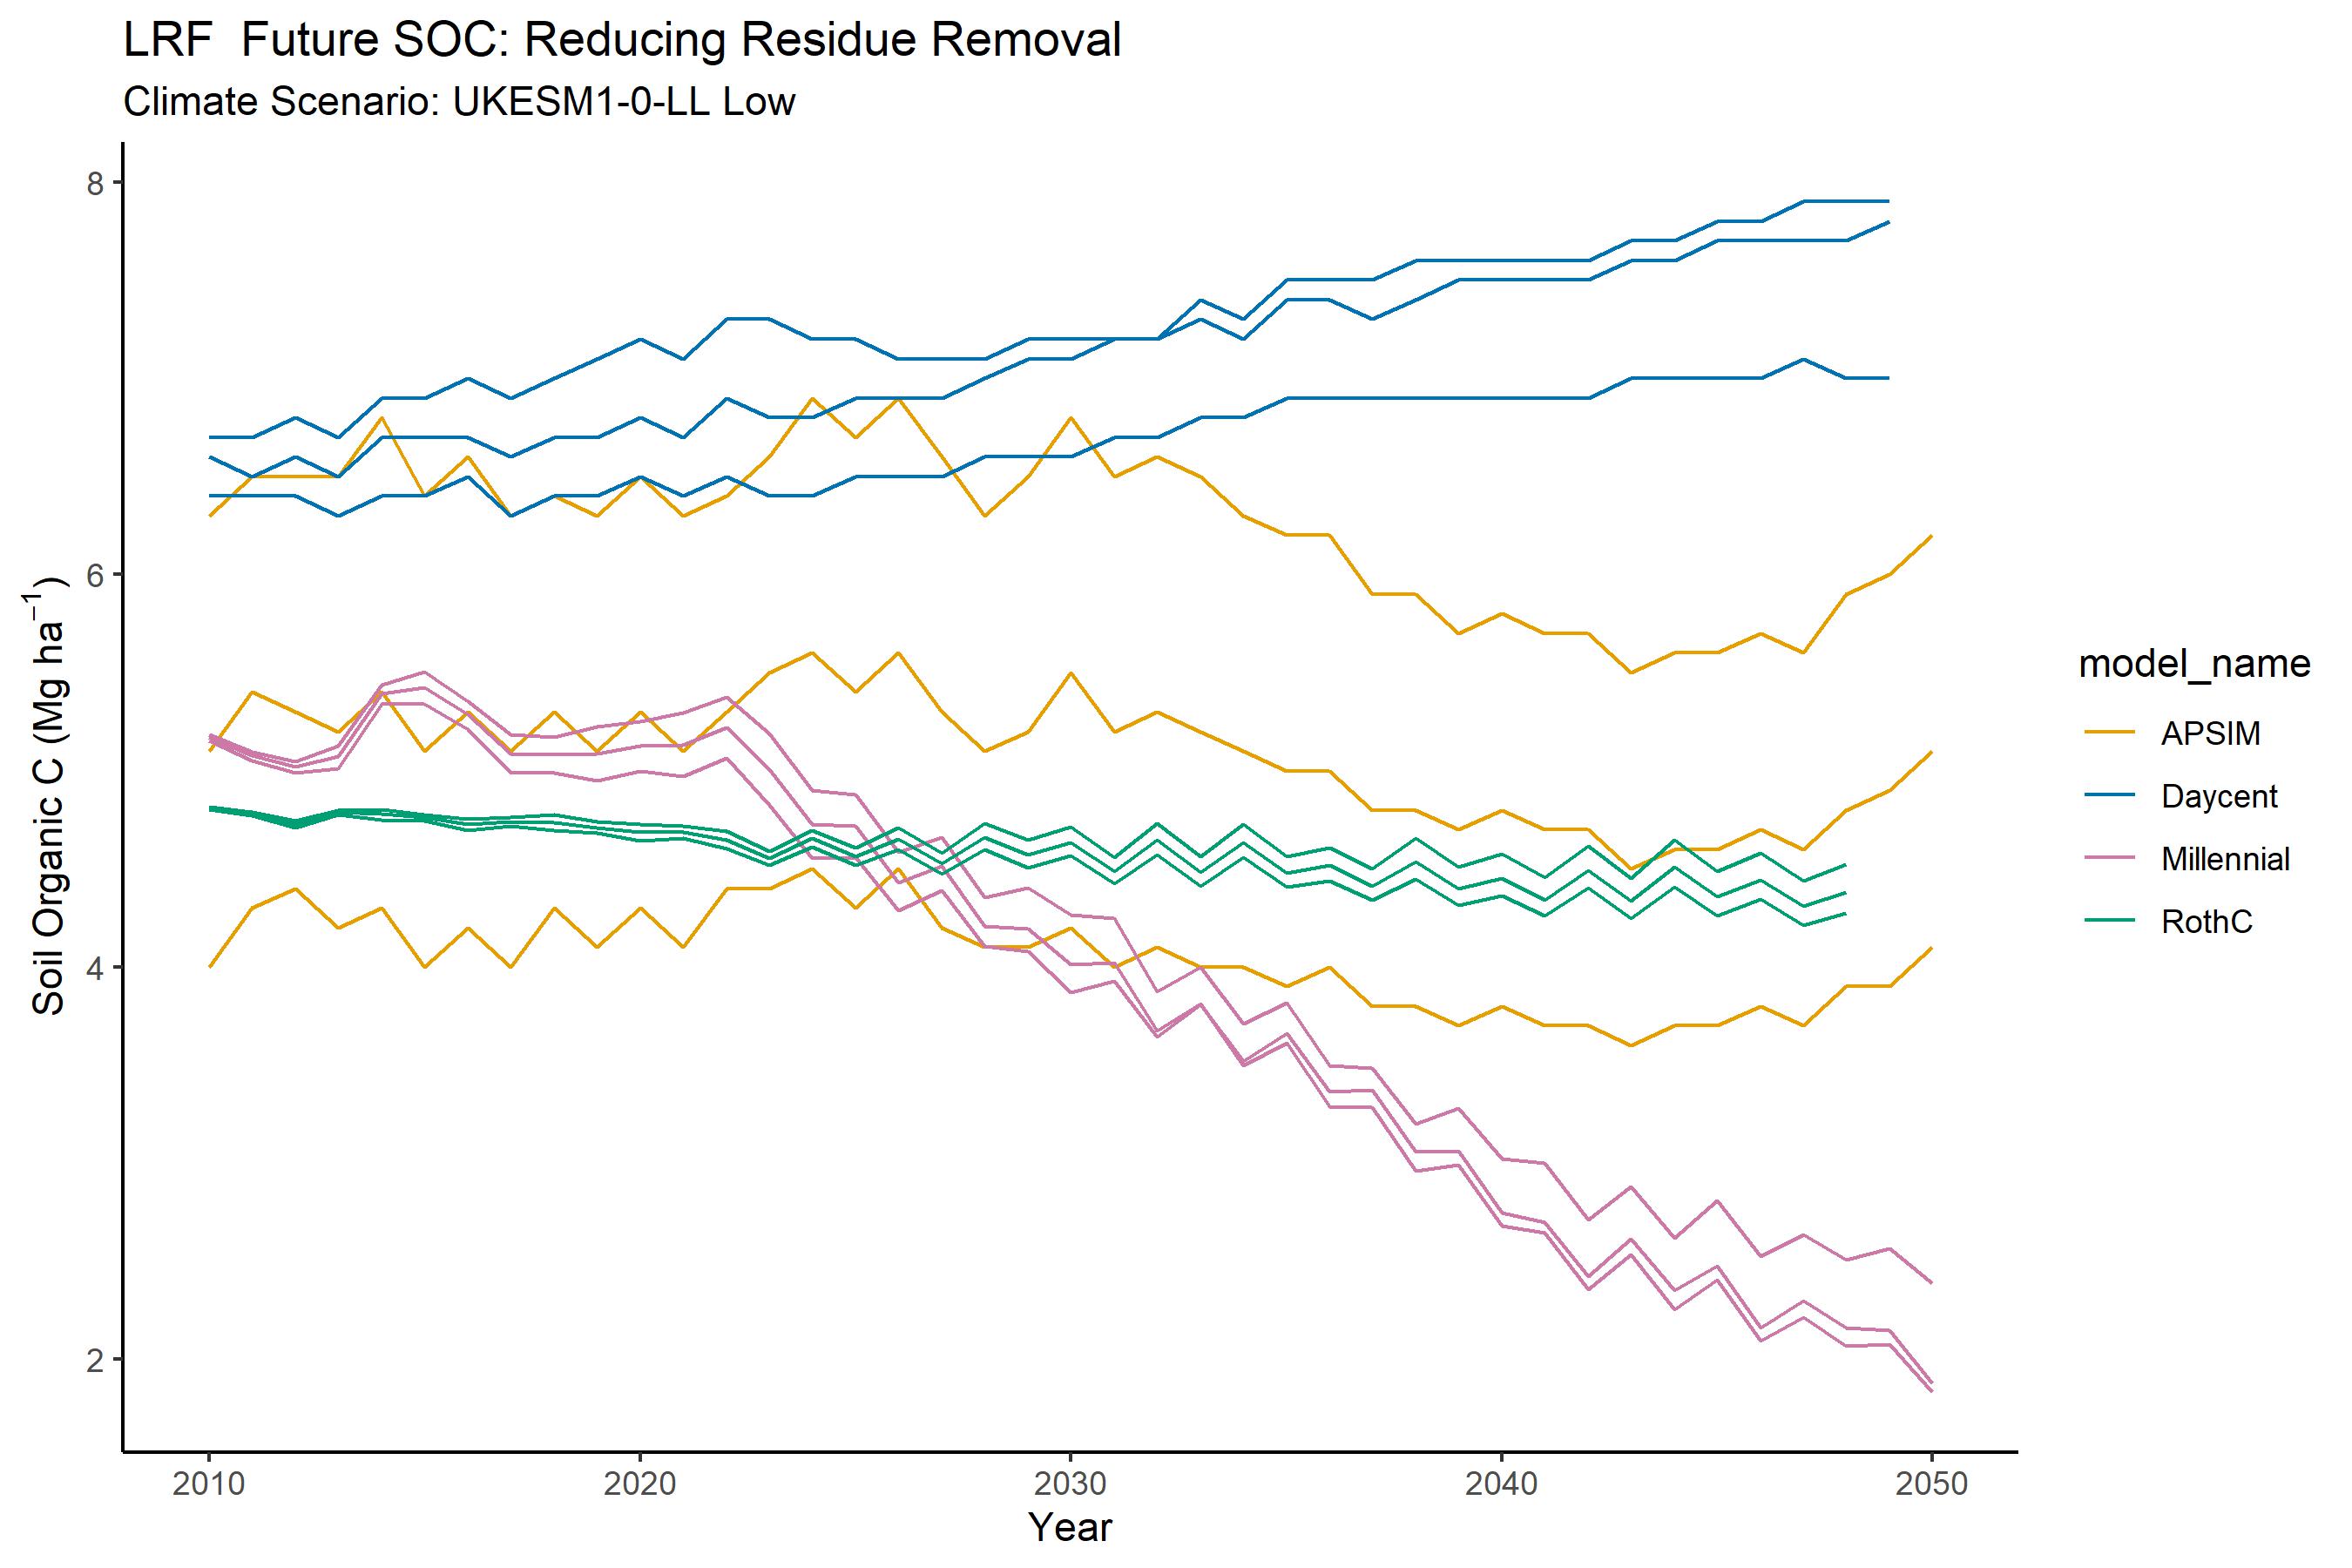 LRF  Future SOC: Reducing Residue Removal
Climate Scenario: UKESM1-0-LL Low
8
6
4
2
Soil Organic C (Mg ha⁻¹)
2010
2020
2030
2040
2050
Year
model_name
APSIM
Daycent
Millennial
RothC